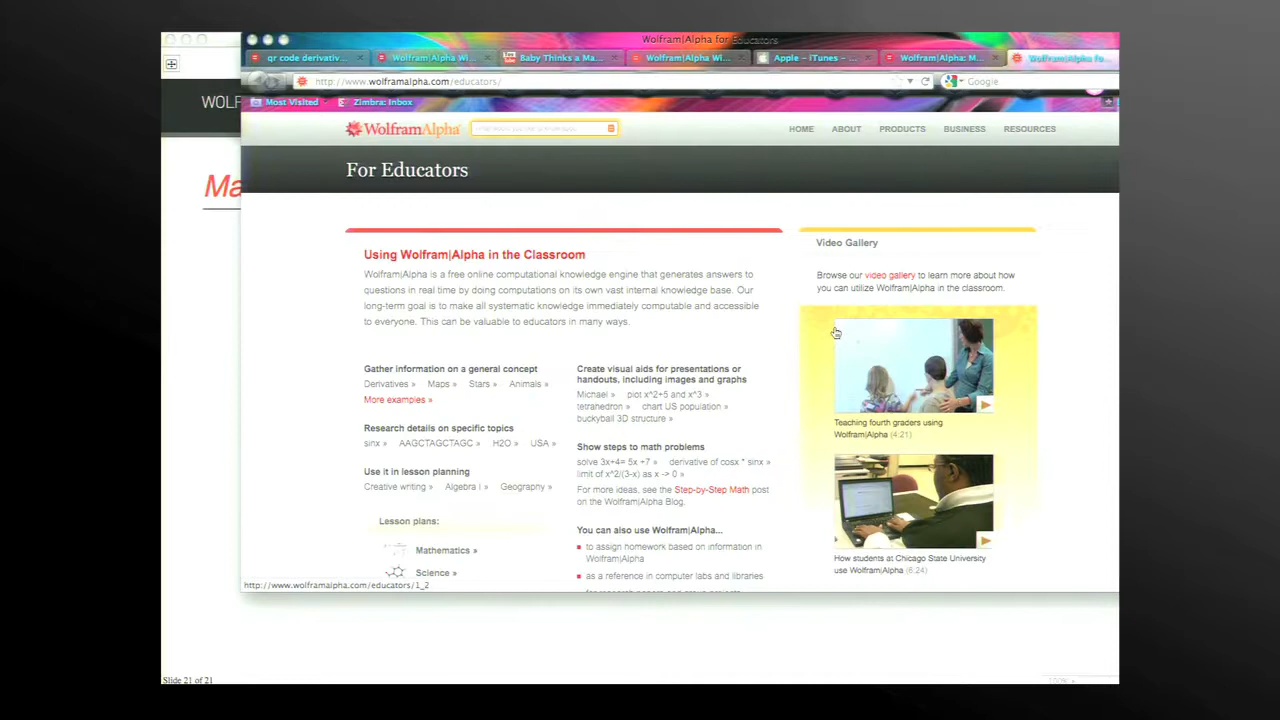 Wolfram|Alpha for Educators
qr code derivativ...
Wolfram|Alpha Wi...
Baby Thinks a Ma...
Wolfram|Alpha Wi...
Apple – iTunes – ...
Wolfram|Alpha: M...
Wolfram|Alpha fo...
http://www.wolframalpha.com/educators/
Google
Most Visited
Zimbra: Inbox
WOLF
WolframAlpha
HOME ABOUT PRODUCTS BUSINESS RESOURCES
For Educators
Ma
Using Wolfram|Alpha in the Classroom
Wolfram|Alpha is a free online computational knowledge engine that generates answers to
questions in real time by doing computations on its own vast internal knowledge base. Our
long-term goal is to make all systematic knowledge immediately computable and accessible
to everyone. This can be valuable to educators in many ways.
Gather information on a general concept
Derivatives » Maps » Stars » Animals »
More examples »
Research details on specific topics
sinx » AAGCTAGCTAGC » H2O » USA »
Use it in lesson planning
Creative writing » Algebra I » Geography »
Lesson plans:
Mathematics »
Science »
Create visual aids for presentations or
handouts, including images and graphs
Michael » plot x^2+5 and x^3 »
tetrahedron » chart US population »
buckyball 3D structure »
Show steps to math problems
solve 3x+4= 5x +7 » derivative of cosx * sinx »
limit of x^2/(3-x) as x -> 0 »
For more ideas, see the Step-by-Step Math post
on the Wolfram|Alpha Blog.
You can also use Wolfram|Alpha...
to assign homework based on information in
Wolfram|Alpha
as a reference in computer labs and libraries
Video Gallery
Browse our video gallery to learn more about how
you can utilize Wolfram|Alpha in the classroom.
Teaching fourth graders using
Wolfram|Alpha (4:21)
How students at Chicago State University
use Wolfram|Alpha (6:24)
http://www.wolframalpha.com/educators/1_2
Slide 21 of 21